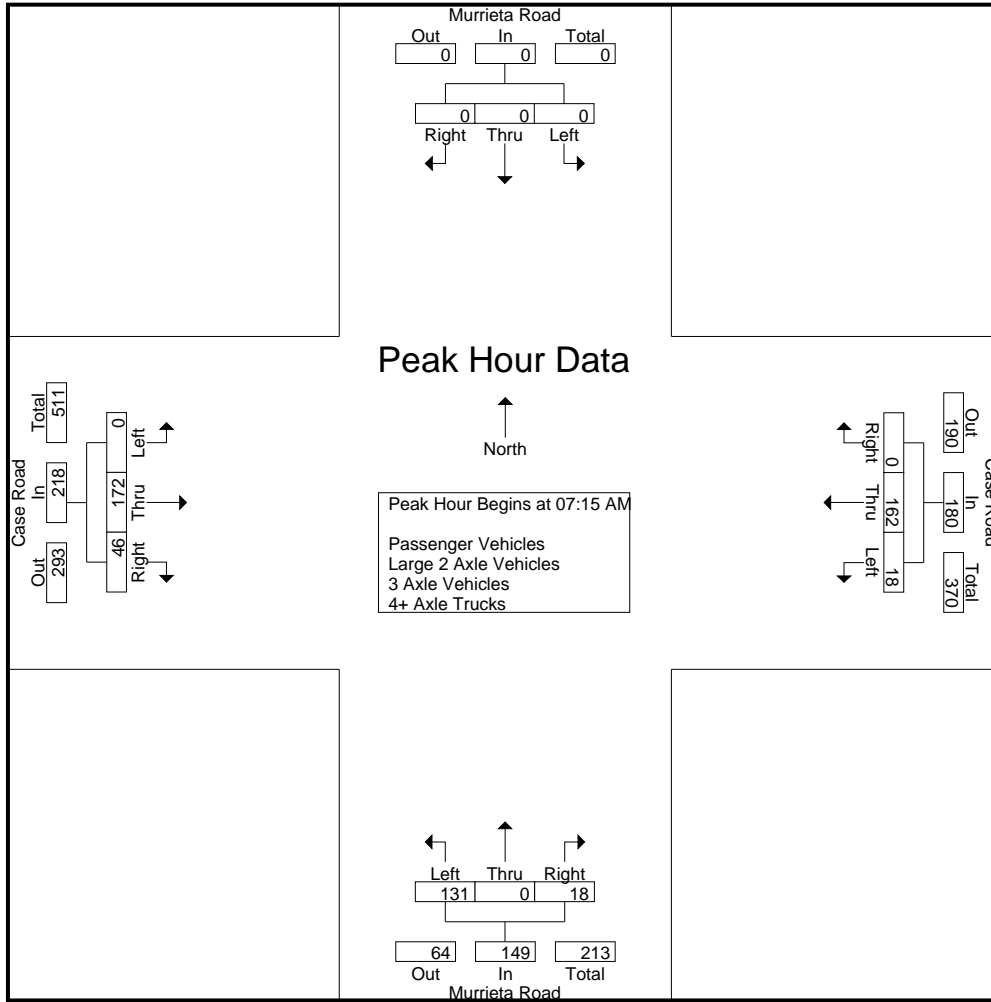 Murrieta Road
Out In Total
0 0 0
0 0 0
Right Thru Left
Peak Hour Data
North
Peak Hour Begins at 07:15 AM
Passenger Vehicles
Large 2 Axle Vehicles
3 Axle Vehicles
4+ Axle Trucks
Case Road
Out In Total
293 218 511
Left Thru Right
0 172 46
Case Road
Out In Total
190 180 370
Right Thru Left
0 162 18
Left Thru Right
131 0 18
64 149 213
Out In Total
Murrieta Road